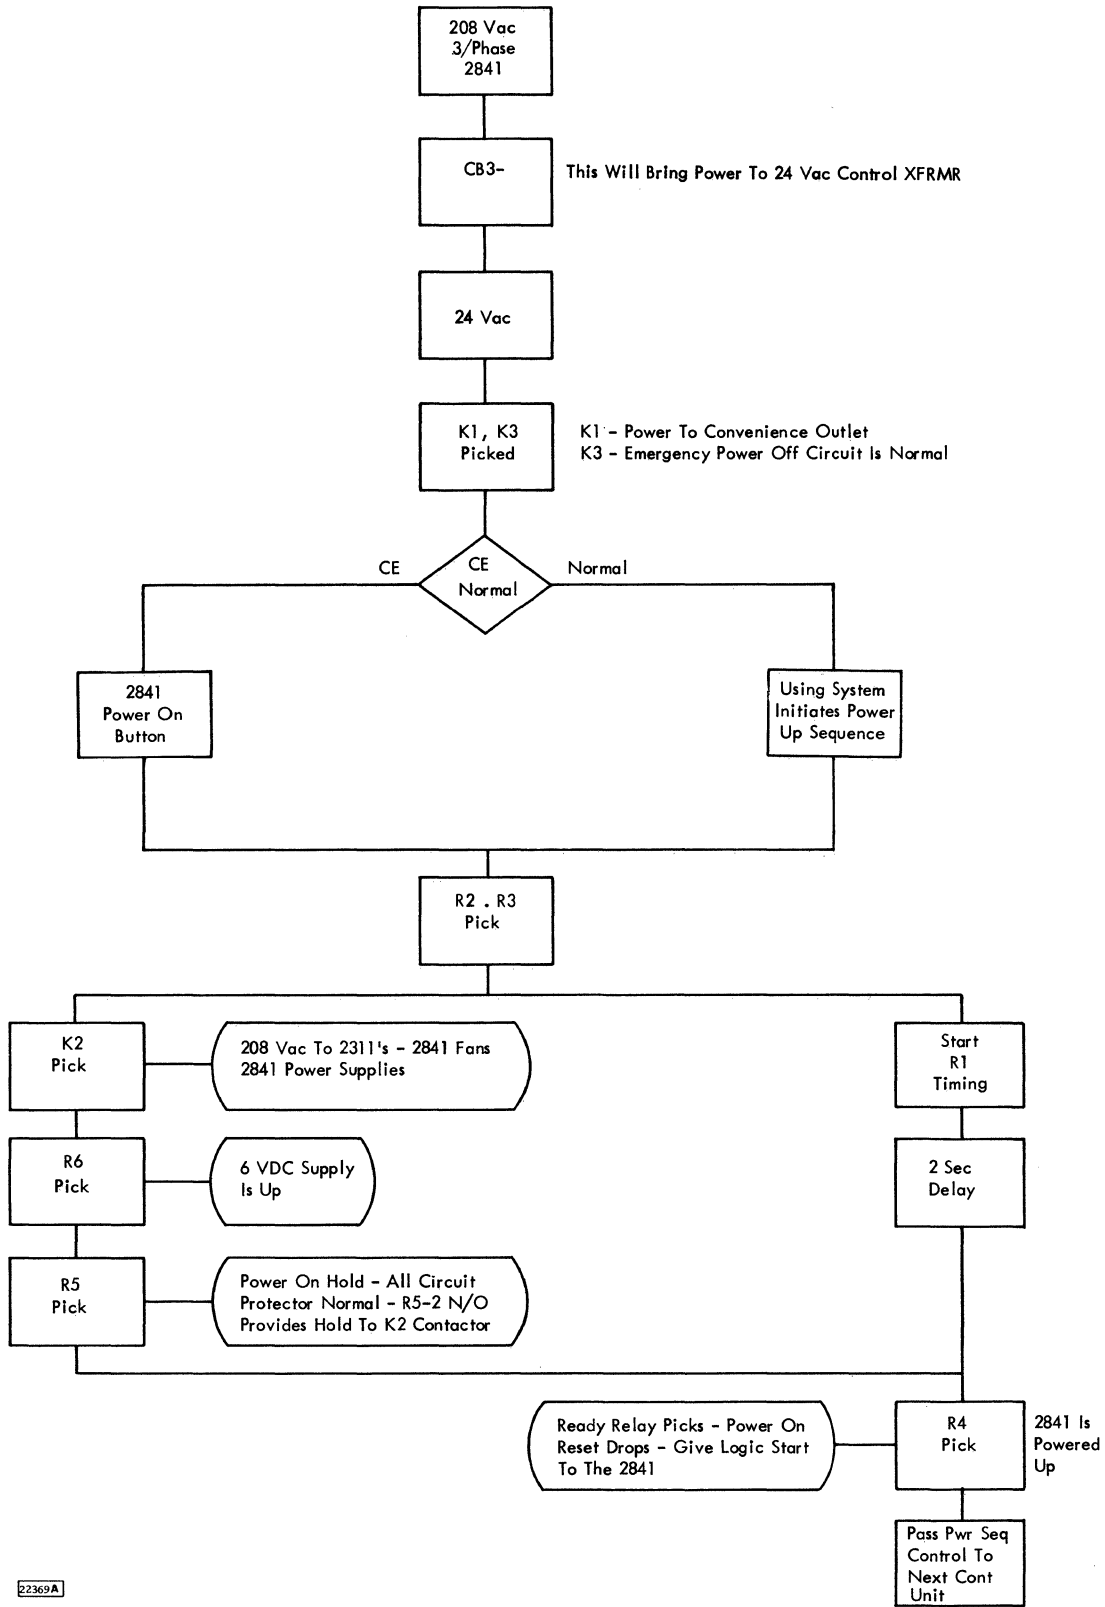 208 Vac
3/Phase
2841
CB3-
This Will Bring Power To 24 Vac Control XFRMR
24 Vac
K1, K3
Picked
K1 - Power To Convenience Outlet
K3 - Emergency Power Off Circuit Is Normal
CE
CE
Normal
Normal
2841
Power On
Button
Using System
Initiates Power
Up Sequence
R2 . R3
Pick
K2
Pick
208 Vac To 2311's - 2841 Fans
2841 Power Supplies
Start
R1
Timing
R6
Pick
6 VDC Supply
Is Up
2 Sec
Delay
R5
Pick
Power On Hold - All Circuit
Protector Normal - R5-2 N/O
Provides Hold To K2 Contactor
Ready Relay Picks - Power On
Reset Drops - Give Logic Start
To The 2841
R4
Pick
2841 Is
Powered
Up
Pass Pwr Seq
Control To
Next Cont
Unit
22369A